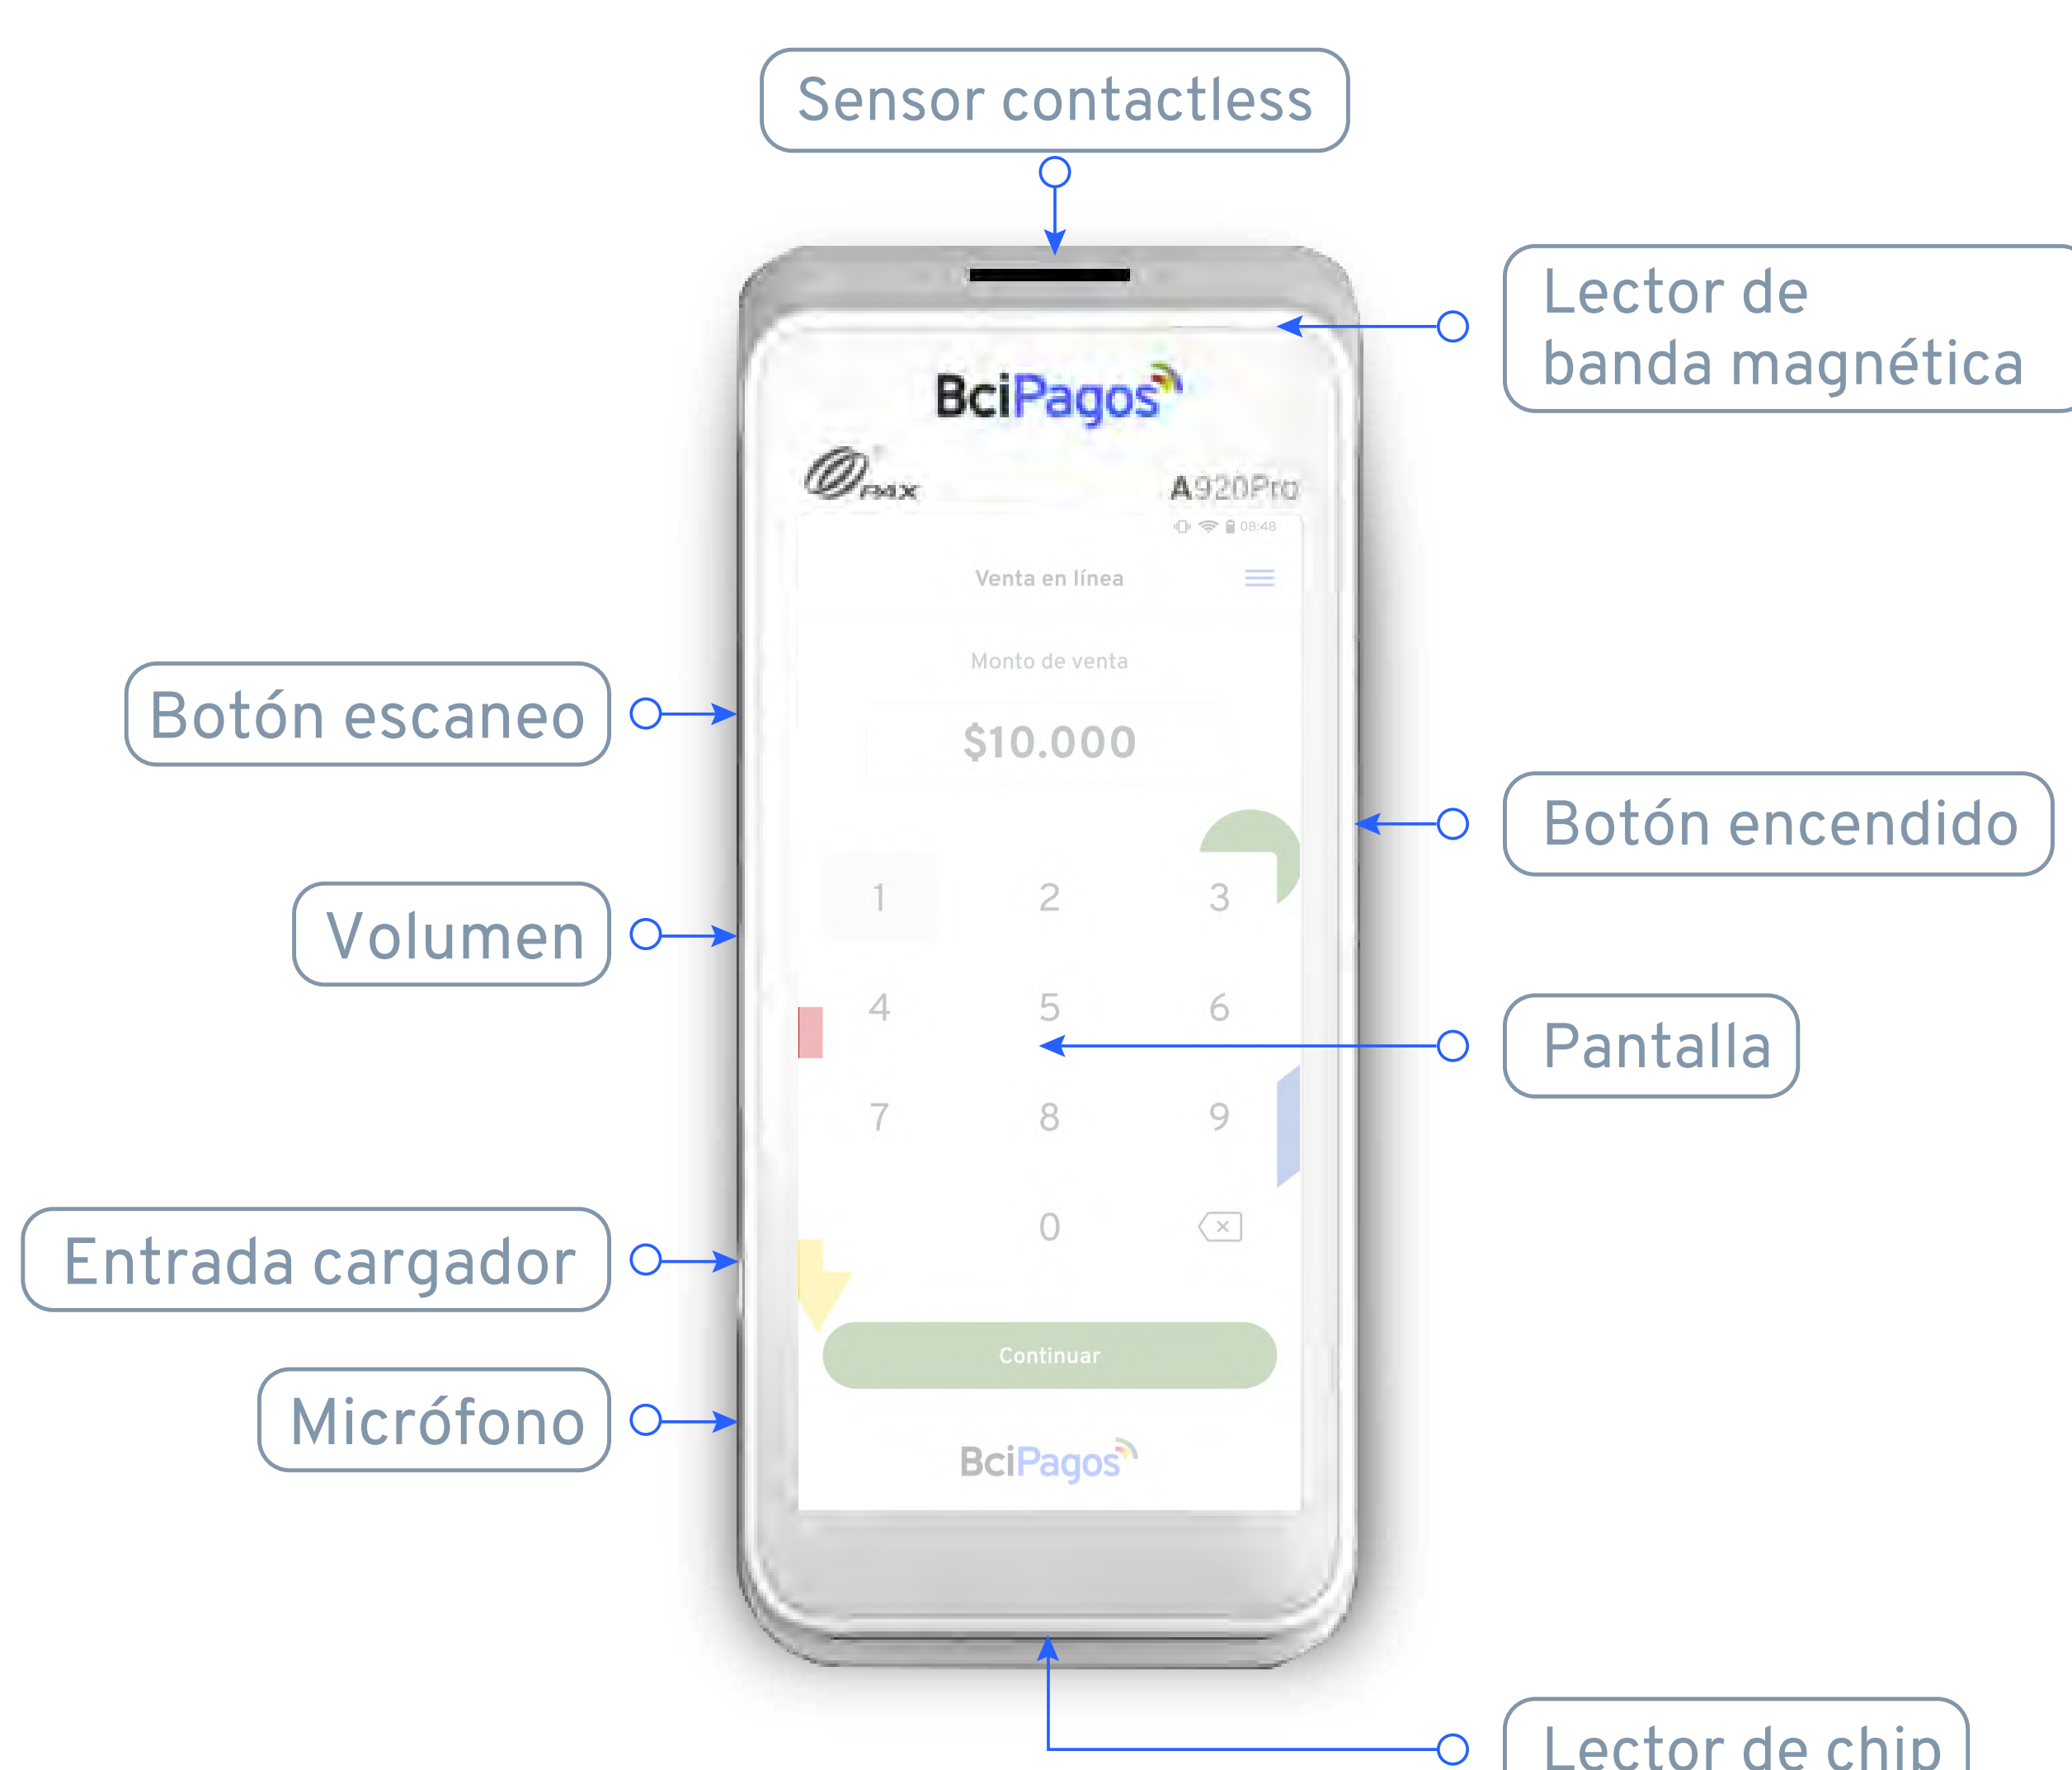 Sensor contactless
Lector de
banda magnética
BciPagos
PAX
A920Pro
08:48
Venta en línea
Monto de venta
Botón escaneo
$10.000
Botón encendido
1 2 3
Volumen
4 5 6
Pantalla
7 8 9
0
Entrada cargador
Continuar
Micrófono
BciPagos
Lector de chip